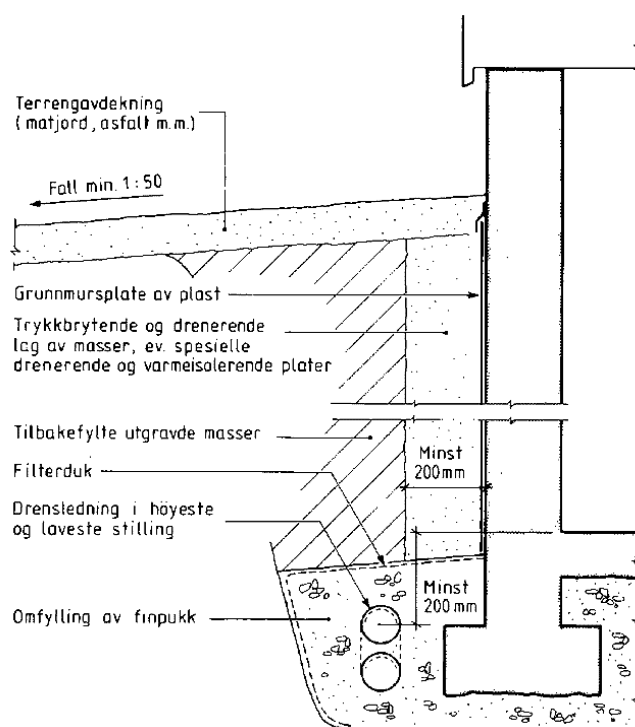 Terrengavdekning
(matjord, asfalt m.m.)
Fall min. 1:50
Grunnmursplate av plast
Trykkbrytende og drenerende
lag av masser, ev. spesielle
drenerende og varmeisolerende plater
Tilbakefylte utgravde masser
Minst
200mm
Filterduk
Drensledning i höyeste
og laveste stilling
Minst
200mm
Omfylling av finpukk